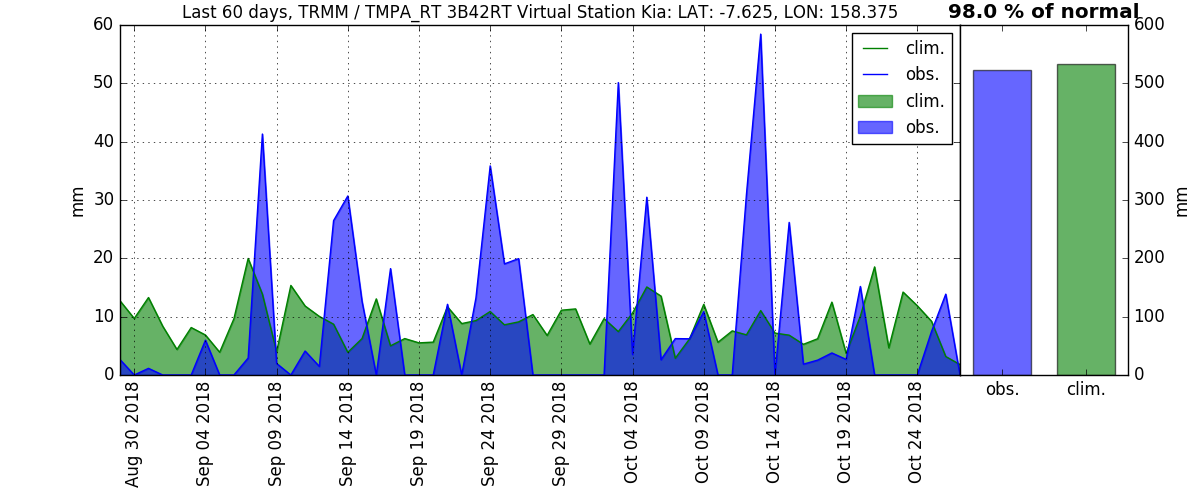 Last 60 days, TRMM / TMPA_RT 3B42RT Virtual Station Kia: LAT: -7.625, LON: 158.375
98.0 % of normal
60
50
40
30
20
10
0
mm
clim.
obs.
clim.
obs.
Aug 30 2018
Sep 04 2018
Sep 09 2018
Sep 14 2018
Sep 19 2018
Sep 24 2018
Sep 29 2018
Oct 04 2018
Oct 09 2018
Oct 14 2018
Oct 19 2018
Oct 24 2018
600
500
400
300
200
100
0
mm
obs.
clim.